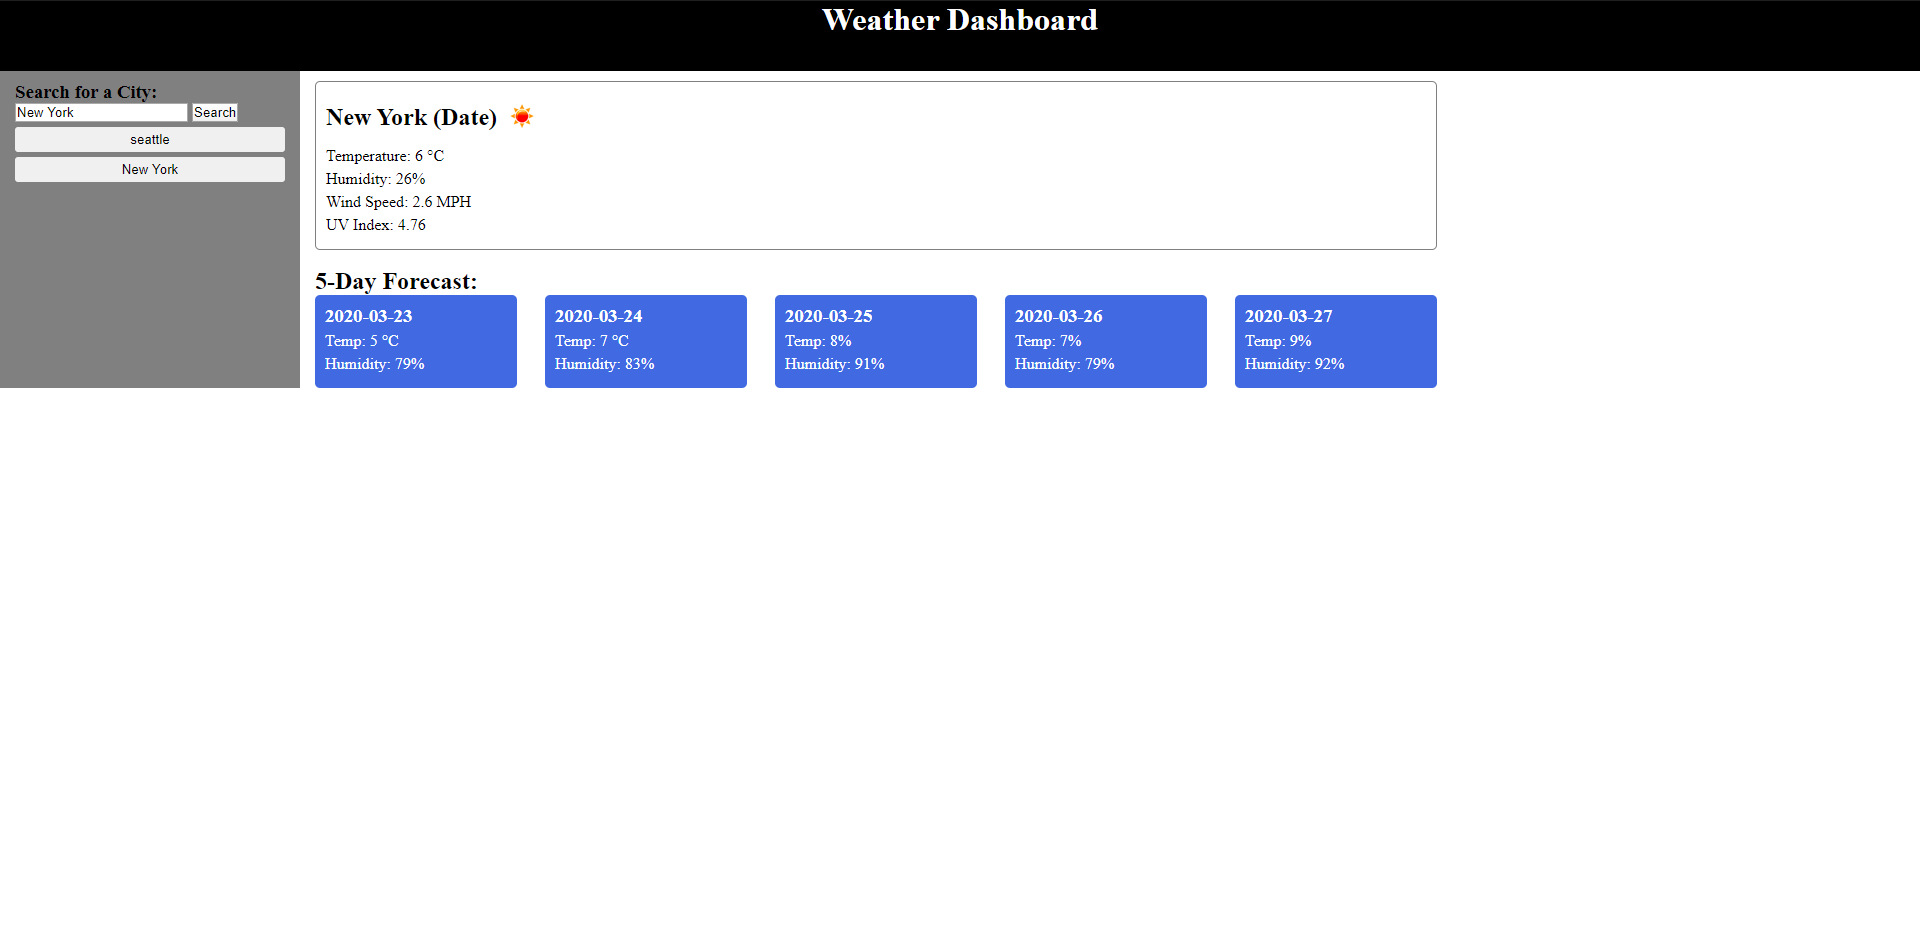 Weather Dashboard
Search for a City:
New York Search
seattle
New York
New York (Date)
Temperature: 6 °C
Humidity: 26%
Wind Speed: 2.6 MPH
UV Index: 4.76
5-Day Forecast:
2020-03-23
Temp: 5 °C
Humidity: 79%
2020-03-24
Temp: 7 °C
Humidity: 83%
2020-03-25
Temp: 8%
Humidity: 91%
2020-03-26
Temp: 7%
Humidity: 79%
2020-03-27
Temp: 9%
Humidity: 92%